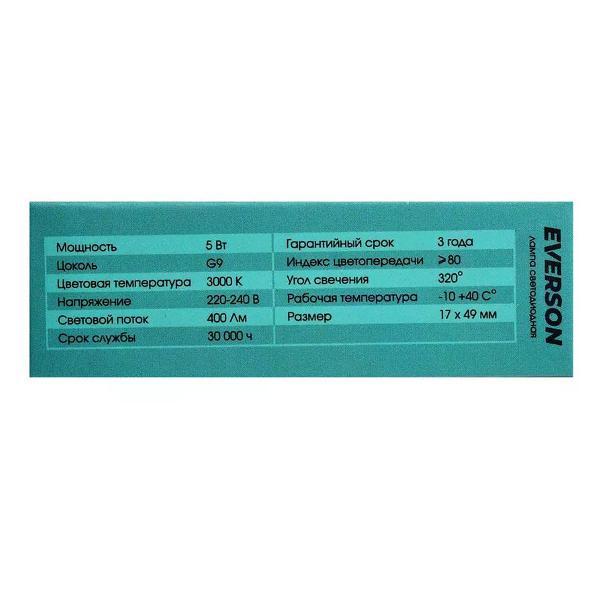 Мощность 5 Вт
Цоколь G9
Цветовая температура 3000 К
Напряжение 220-240 В
Световой поток 400 Лм
Срок службы 30 000 ч
Гарантийный срок 3 года
Индекс цветопередачи ⩾80
Угол свечения 320°
Рабочая температура -10 +40 С°
Размер 17 x 49 мм
EVERSON
лампа светодиодная